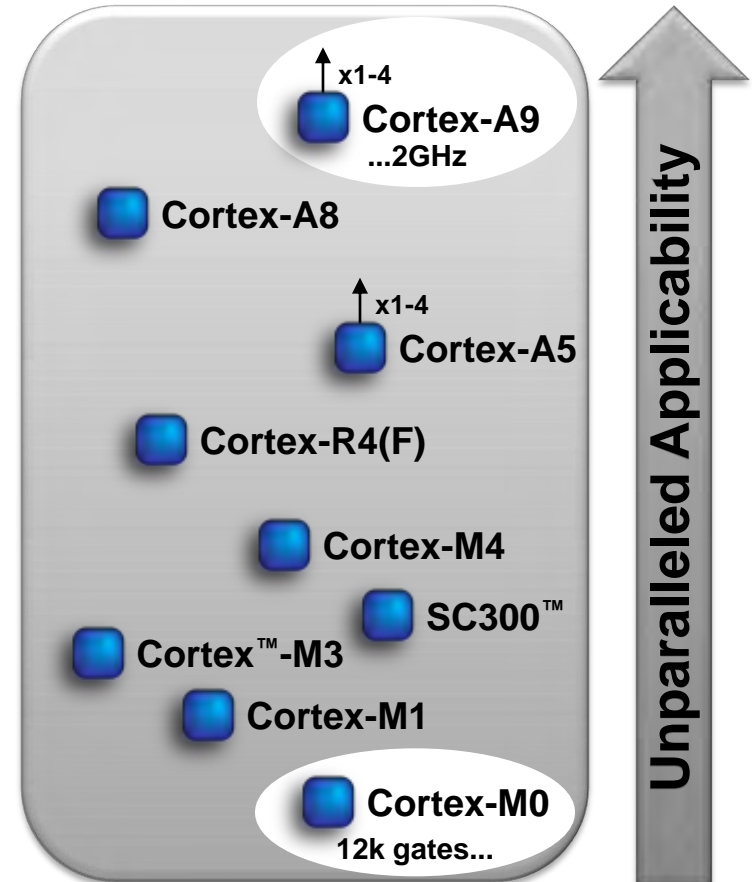 x1-4
Cortex-A9
...2GHz
Cortex-A8
x1-4
Cortex-A5
Cortex-R4(F)
Cortex-M4
SC300™
Cortex™-M3
Cortex-M1
Cortex-M0
12k gates...
Unparalleled Applicability